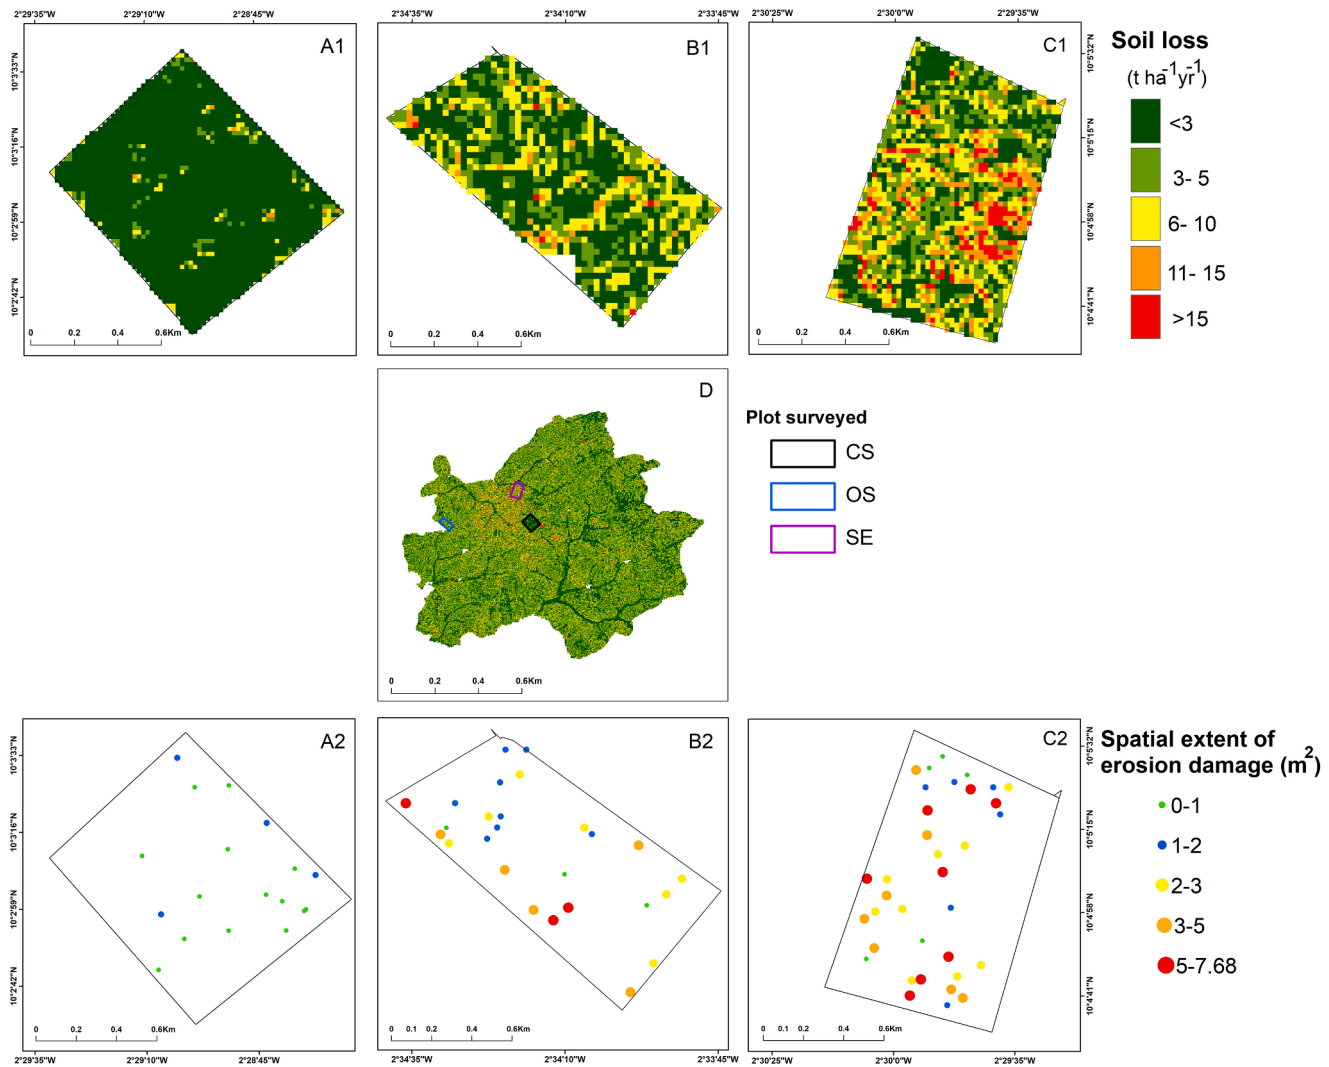 2°29'35"W 2°29'10"W 2°28'45"W
2°34'35"W 2°34'10"W 2°33'45"W
2°30'25"W 2°30'0"W 2°29'35"W
A1
10°3'33"N
10°3'16"N
10°2'59"N
10°2'42"N
0 0.2 0.4 0.6Km
B1
0 0.2 0.4 0.6Km
C1
10°5'32"N
10°5'15"N
10°4'58"N
10°4'41"N
0 0.2 0.4 0.6Km
Soil loss
(t ha⁻¹yr⁻¹)
<3
3- 5
6- 10
11- 15
>15
D
0 0.2 0.4 0.6Km
Plot surveyed
CS
OS
SE
A2
10°3'33"N
10°3'16"N
10°2'59"N
10°2'42"N
0 0.2 0.4 0.6Km
2°29'35"W 2°29'10"W 2°28'45"W
B2
0 0.1 0.2 0.4 0.6Km
2°34'35"W 2°34'10"W 2°33'45"W
C2
10°5'32"N
10°5'15"N
10°4'58"N
10°4'41"N
0 0.1 0.2 0.4 0.6Km
2°30'25"W 2°30'0"W 2°29'35"W
Spatial extent of
erosion damage (m²)
0-1
1-2
2-3
3-5
5-7.68